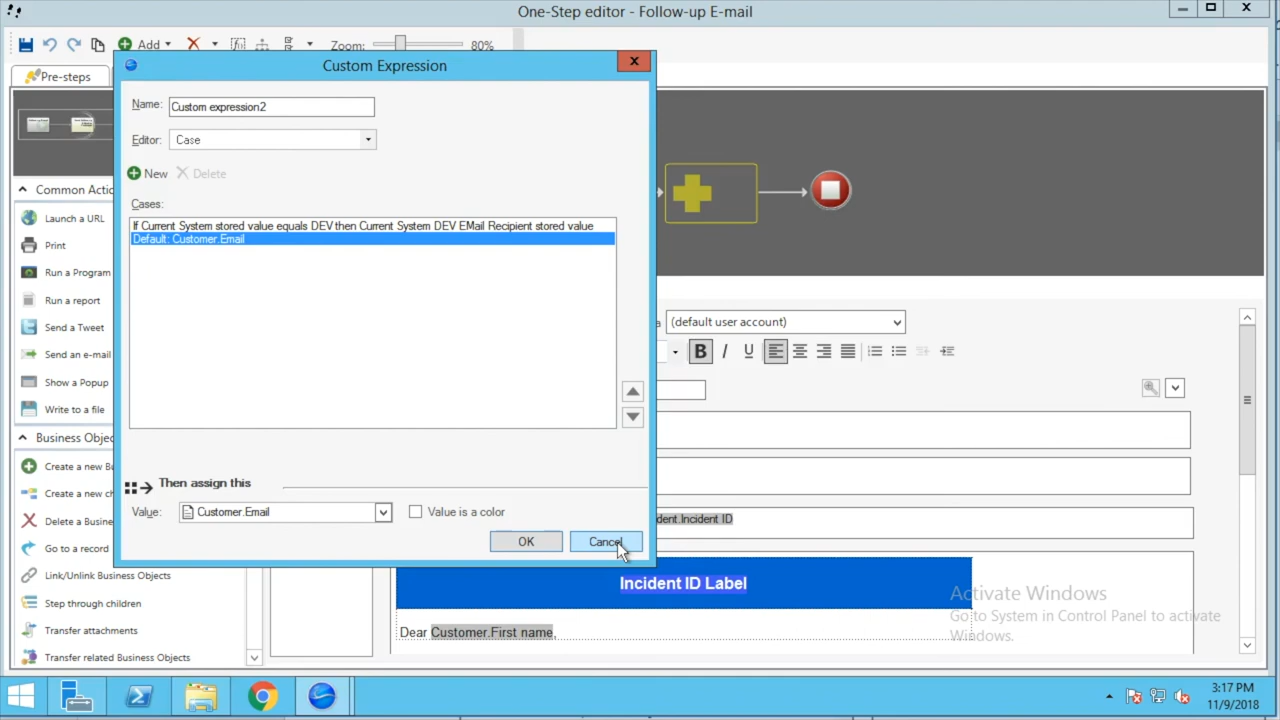 One-Step editor - Follow-up E-mail
Add
Zoom:
80%
Pre-steps
Custom Expression
Name:
Custom expression2
Editor:
Case
New
Delete
Cases:
If Current System stored value equals DEV then Current System DEV EMail Recipient stored value
Default: Customer.Email
Then assign this
Value:
Customer.Email
Value is a color
OK
Cancel
Common Actio
Launch a URL
Print
Run a Program
Run a report
Send a Tweet
Send an e-mail
Show a Popup
Write to a file
Business Objec
Create a new Bu
Create a new ch
Delete a Busine
Go to a record
Link/Unlink Business Objects
Step through children
Transfer attachments
Transfer related Business Objects
a
(default user account)
B I U
dent.Incident ID
Incident ID Label
Dear Customer.First name,
Activate Windows
Go to System in Control Panel to activate
Windows.
3:17 PM
11/9/2018